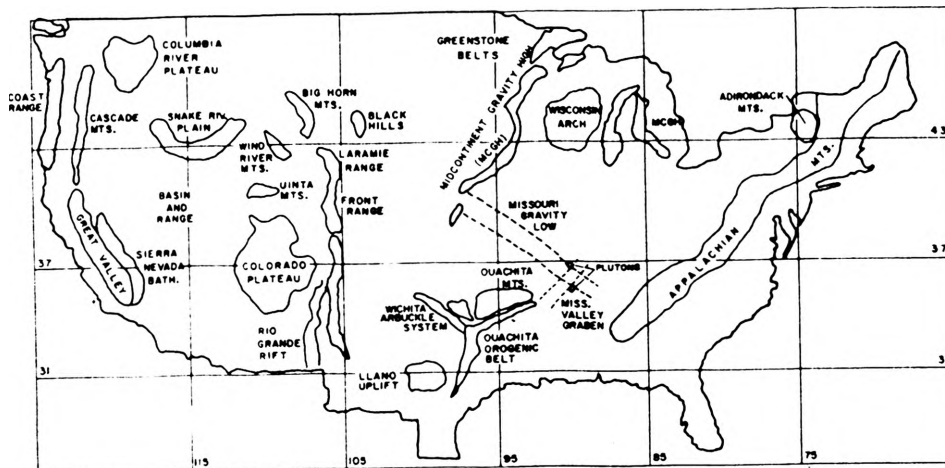 COLUMBIA
RIVER
PLATEAU
GREENSTONE
BELTS
COAST
RANGE
CASCADE
MTS.
SNAKE RIV.
PLAIN
BIG HORN
MTS.
BLACK
HILLS
WIND
RIVER
MTS.
LARAMIE
RANGE
MIDCONTINENT GRAVITY HIGH
(MCGH)
WISCONSIN
ARCH
MCGH
ADIRONDACK
MTS.
43
UINTA
MTS.
BASIN
AND
RANGE
FRONT
RANGE
MISSOURI
GRAVITY
LOW
APPALACHIAN MTS.
GREAT VALLEY
SIERRA
NEVADA
BATH.
37
COLORADO
PLATEAU
OUACHITA
MTS.
PLUTONS
37
WICHITA
ARBUCKLE
SYSTEM
MISS.
VALLEY
GRABEN
RIO
GRANDE
RIFT
OUACHITA
OROGENIC
BELT
LLANO
UPLIFT
31
3
115
105
95
85
75